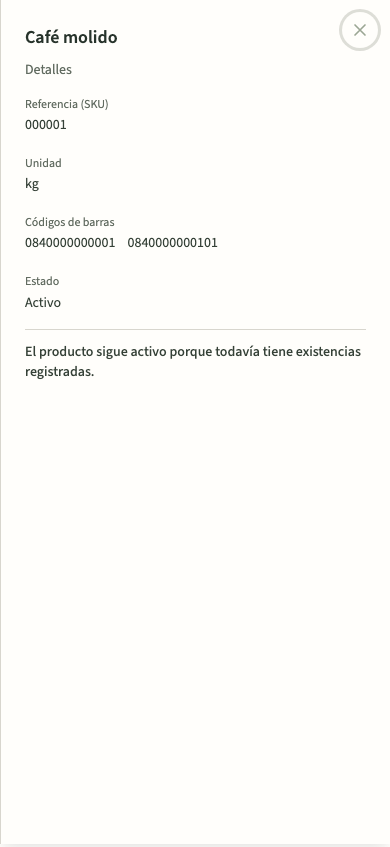 Café molido
Detalles
Referencia (SKU)
000001
Unidad
kg
Códigos de barras
0840000000001 0840000000101
Estado
Activo
El producto sigue activo porque todavía tiene existencias
registradas.